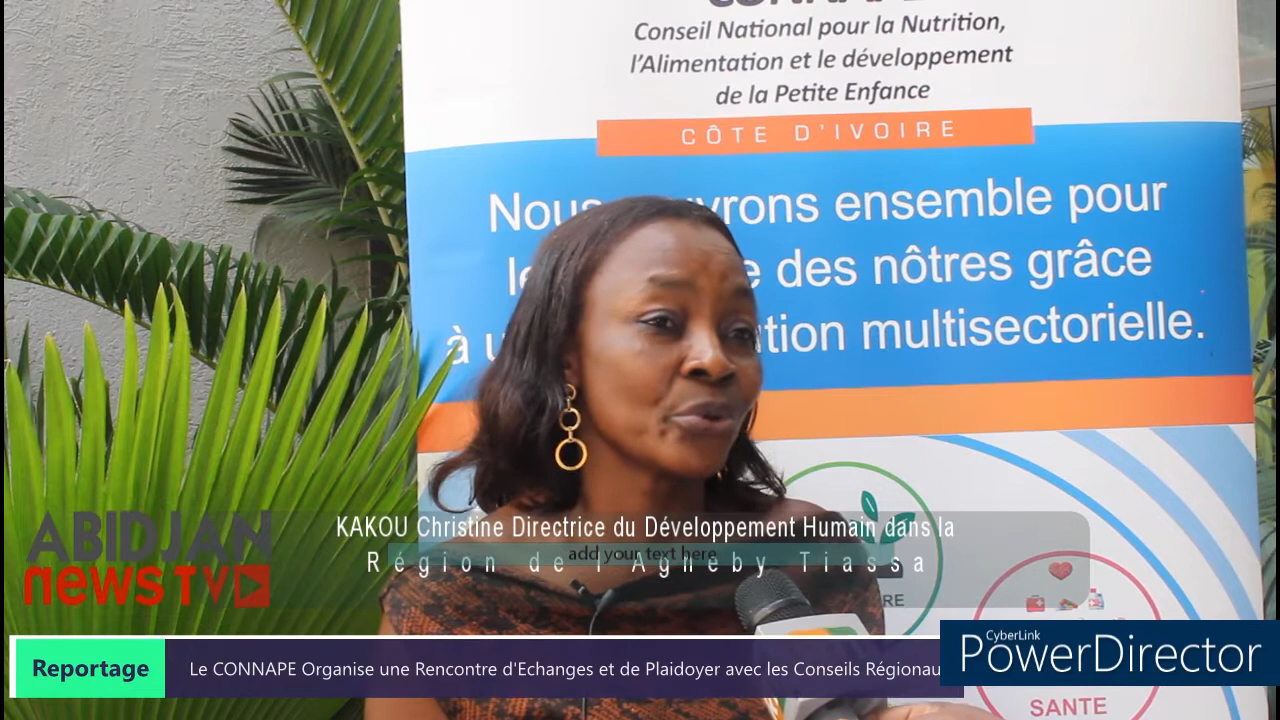 Conseil National pour la Nutrition,
l'Alimentation et le développement
de la Petite Enfance
CÔTE D'IVOIRE
Nous vrons ensemble pour
des nôtres grâce
à multisectorielle.
ABIDJAN
NEWS TV
KAKOU Christine Directrice du Développement Humain dans la
add your text here
Région de l'Agneby Tiassa
SANTE
Reportage
Le CONNAPE Organise une Rencontre d'Echanges et de Plaidoyer avec les Conseils Régionau
CyberLink
PowerDirector